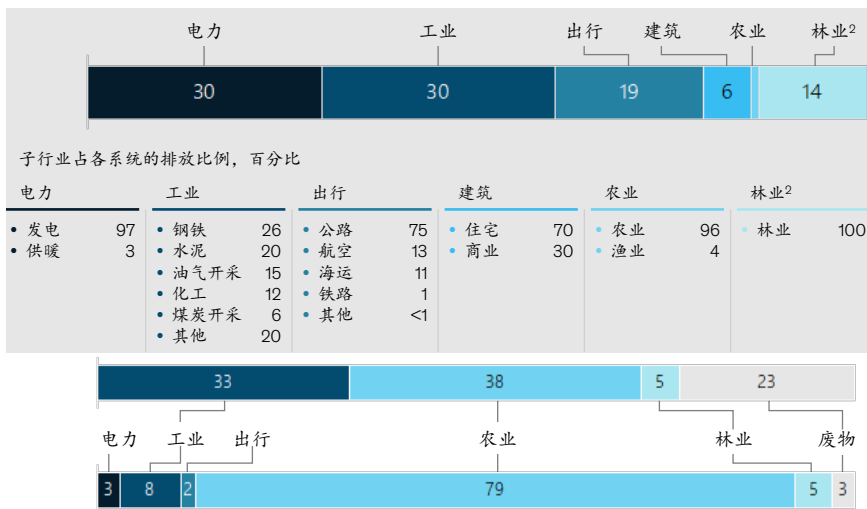 电力 工业 出行 建筑 农业 林业2
30 30 19 6 14
子行业占各系统的排放比例，百分比
电力 工业 出行 建筑 农业 林业2
• 发电 97 • 钢铁 26 • 公路 75 • 住宅 70 • 农业 96 • 林业 100
• 供暖 3 • 水泥 20 • 航空 13 • 商业 30 • 渔业 4
• 油气开采 15 • 海运 11
• 化工 12 • 铁路 1
• 煤炭开采 6 • 其他 <1
• 其他 20
33 38 5 23
电力 工业 出行 农业 林业 废物
3 8 2 79 5 3